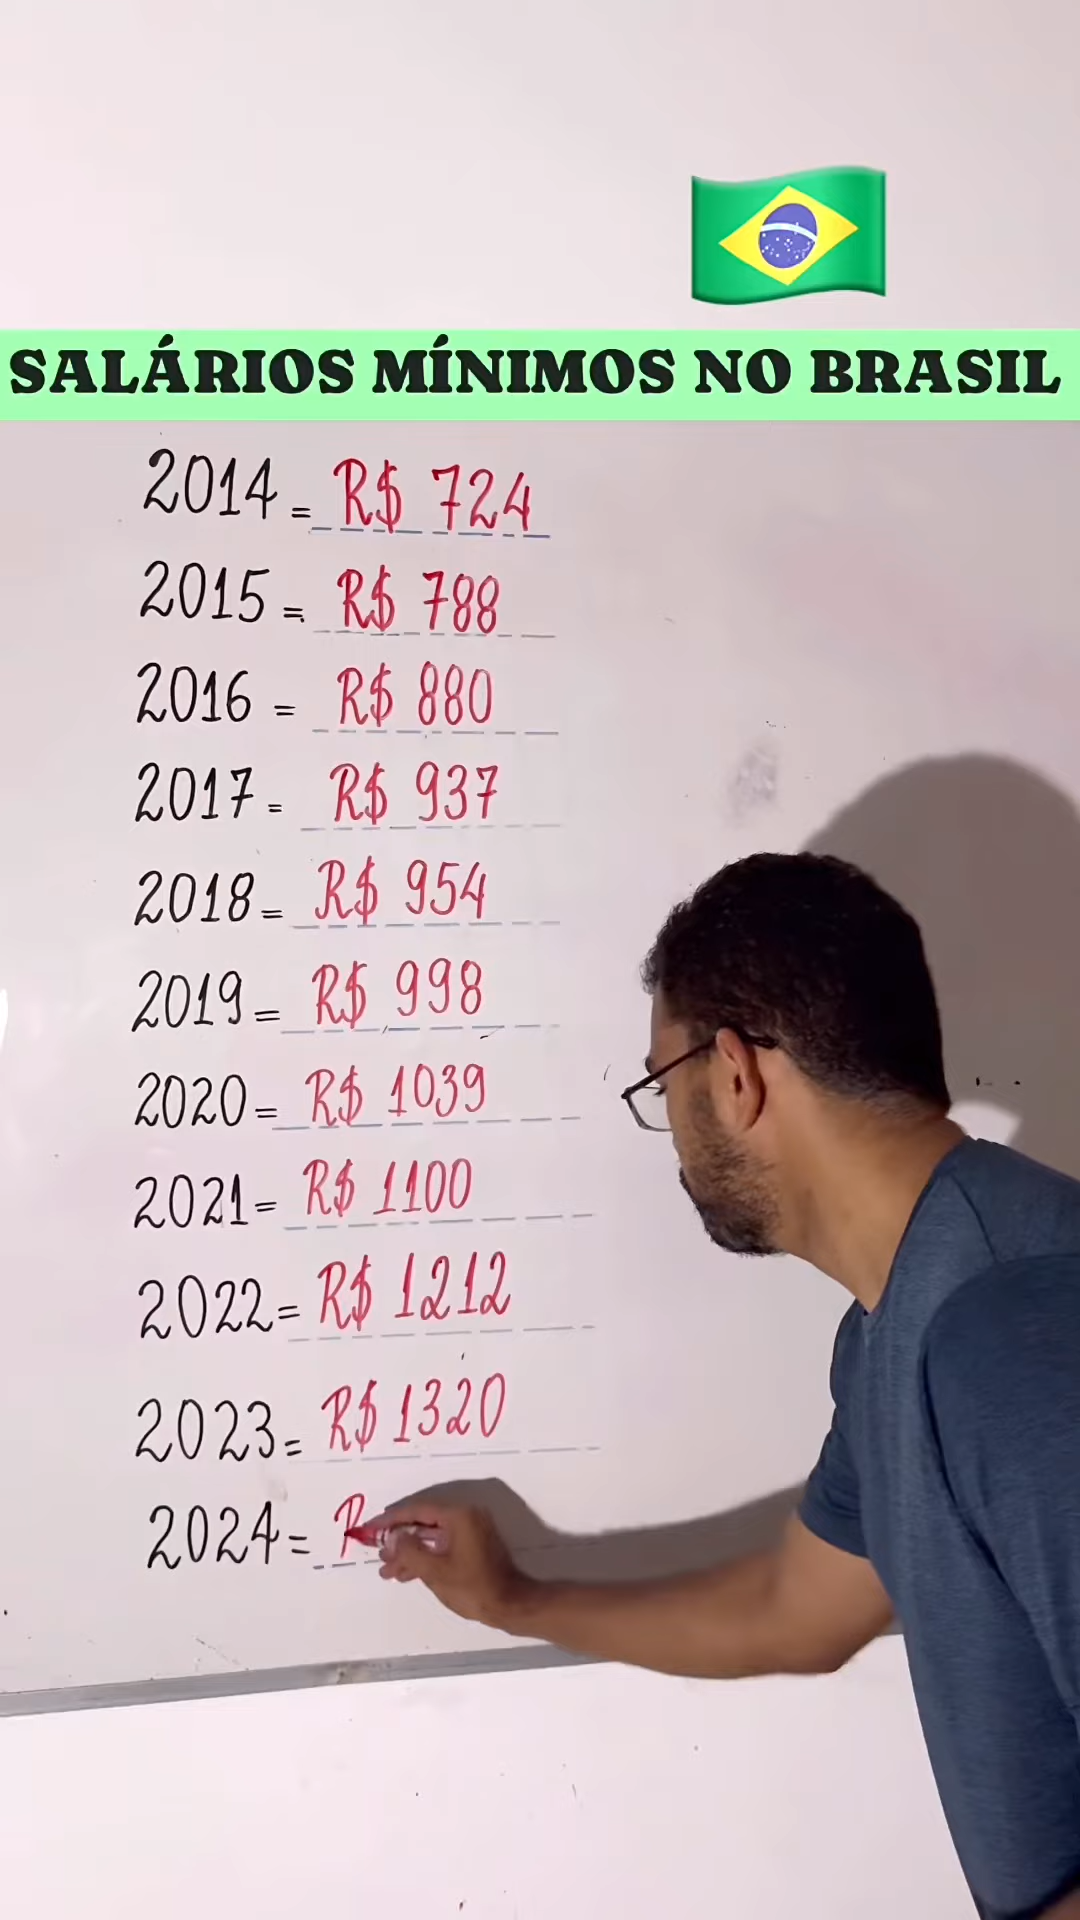 SALÁRIOS MÍNIMOS NO BRASIL
2014 = R$ 724
2015 = R$ 788
2016 = R$ 880
2017 = R$ 937
2018 = R$ 954
2019 = R$ 998
2020 = R$ 1039
2021 = R$ 1100
2022 = R$ 1212
2023 = R$ 1320
2024 = R